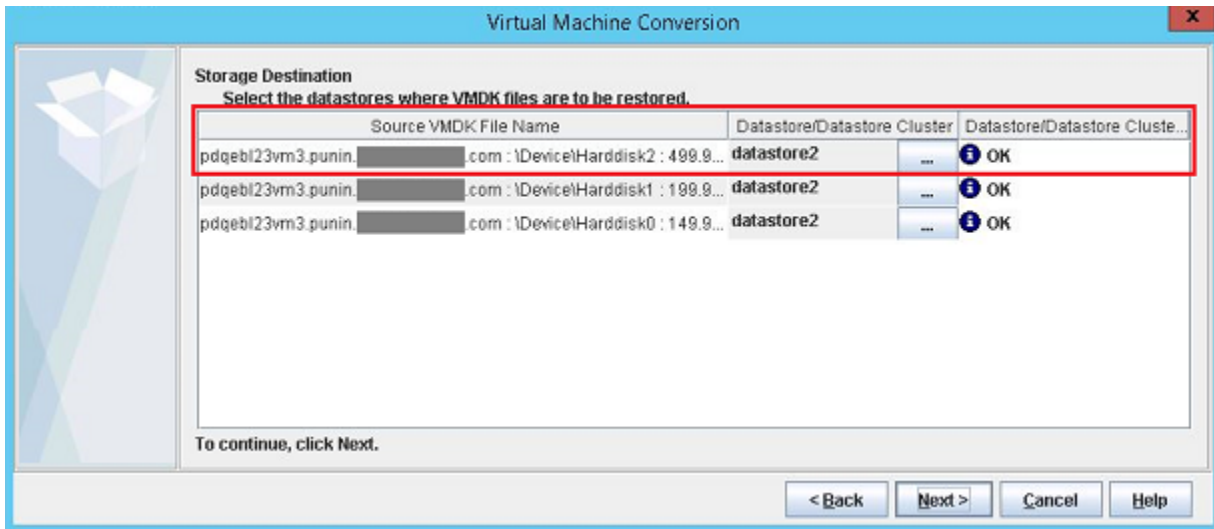 Virtual Machine Conversion
x
Storage Destination
Select the datastores where VMDK files are to be restored.
Source VMDK File Name Datastore/Datastore Cluster Datastore/Datastore Cluste...
pdqebl23vm3.punin. .com : \Device\Harddisk2 : 499.9... datastore2 ... OK
pdqebl23vm3.punin. .com : \Device\Harddisk1 : 199.9... datastore2 ... OK
pdqebl23vm3.punin. .com : \Device\Harddisk0 : 149.9... datastore2 ... OK
To continue, click Next.
< Back Next > Cancel Help